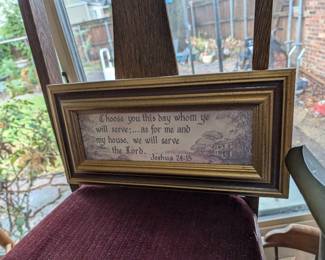 Choose you this day whom ye
will serve;...as for me and
my house, we will serve
the Lord.
Joshua 24:15